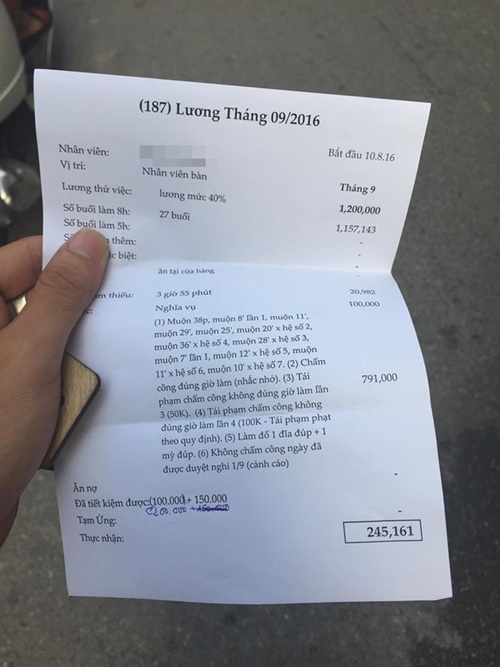 (187) Lương Tháng 09/2016
Nhân viên: Bắt đầu 10.8.16
Vị trí: Nhân viên bàn Tháng 9
Lương thử việc: lương mức 40% 1,200,000
Số buổi làm 8h: 27 buổi 1,157,143
Số buổi làm 5h: -
thêm: -
biệt: -
ăn tại cửa hàng -
thiếu: 3 giờ 55 phút 20,982
Nghĩa vụ 100,000
(1) Muộn 38p, muộn 8' lần 1, muộn 11',
muộn 29', muộn 25', muộn 20' x hệ số 2,
muộn 36' x hệ số 4, muộn 28' x hệ số 3,
muộn 7' lần 1, muộn 12' x hệ số 5, muộn
11' x hệ số 6, muộn 10' x hệ số 7. (2) Chấm
công đúng giờ làm (nhắc nhở). (3) Tái 791,000
phạm chấm công không đúng giờ làm lần
3 (50K). (4) Tái phạm chấm công không
đúng giờ làm lần 4 (100K - Tái phạm phạt
theo quy định). (5) Làm đổ 1 đĩa đúp + 1
mỳ đúp. (6) Không chấm công ngày đã
được duyệt nghỉ 1/9 (cảnh cáo)
Ăn nợ -
Đã tiết kiệm được:(100.000)+ 150.000
200.000
Tạm Ứng: -
Thực nhận: 245,161